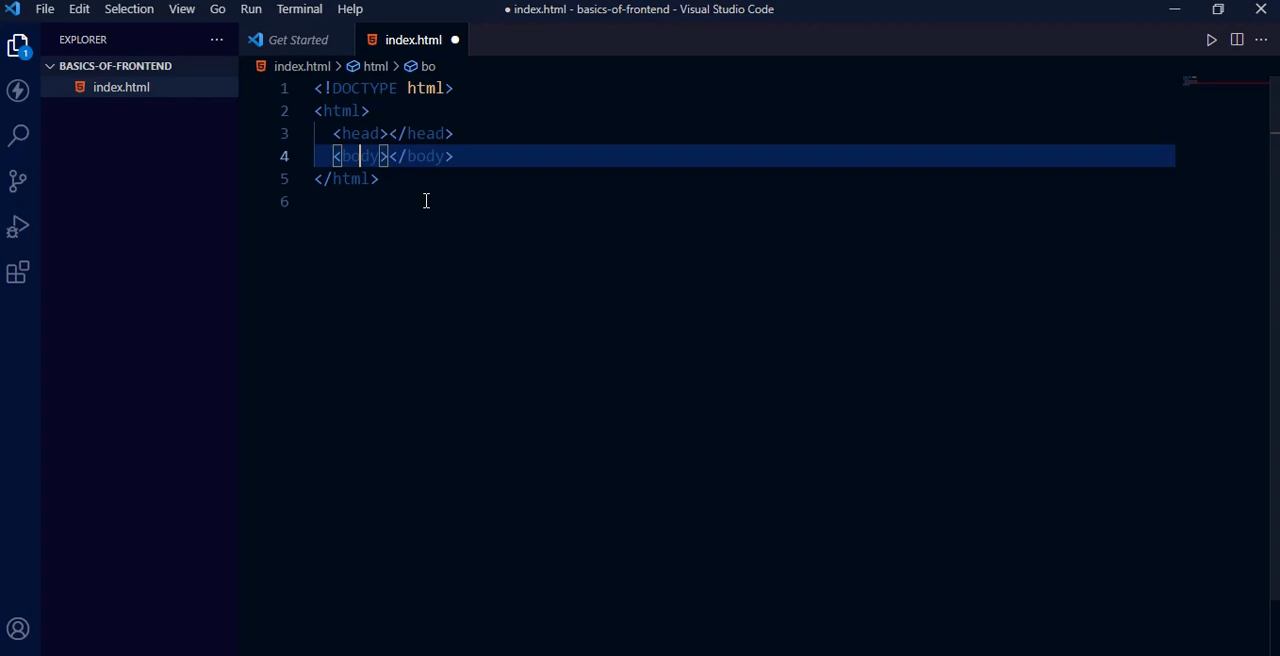 File Edit Selection View Go Run Terminal Help
● index.html - basics-of-frontend - Visual Studio Code
EXPLORER ···
Get Started
index.html ●
1
BASICS-OF-FRONTEND
index.html
index.html > html > bo
1 <!DOCTYPE html>
2 <html>
3 <head></head>
4 <body></body>
5 </html>
6